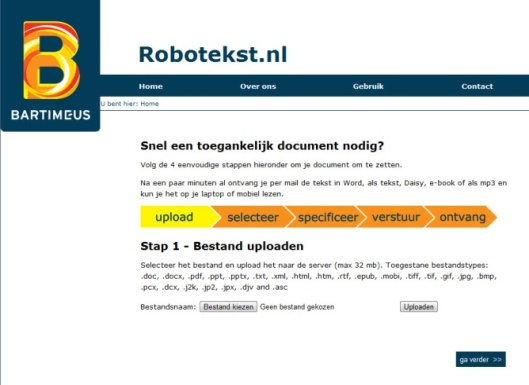 Robotekst.nl
BARTIMEUS
Home Over ons Gebruik Contact
U bent hier: Home
Snel een toegankelijk document nodig?
Volg de 4 eenvoudige stappen hieronder om je document om te zetten.
Na een paar minuten al ontvang je per mail de tekst in Word, als tekst, Daisy, e-book of als mp3 en
kun je het op je laptop of mobiel lezen.
upload selecteer specificeer verstuur ontvang
Stap 1 - Bestand uploaden
Selecteer het bestand en upload het naar de server (max 32 mb). Toegestane bestandstypes:
.doc, .docx, .pdf, .ppt, .pptx, .txt, .xml, .html, .htm, .rtf, .epub, .mobi, .tiff, .tif, .gif, .jpg, .bmp,
.pcx, .dcx, .j2k, .jp2, .jpx, .djv and .asc
Bestandsnaam: Bestand kiezen Geen bestand gekozen Uploaden
ga verder >>